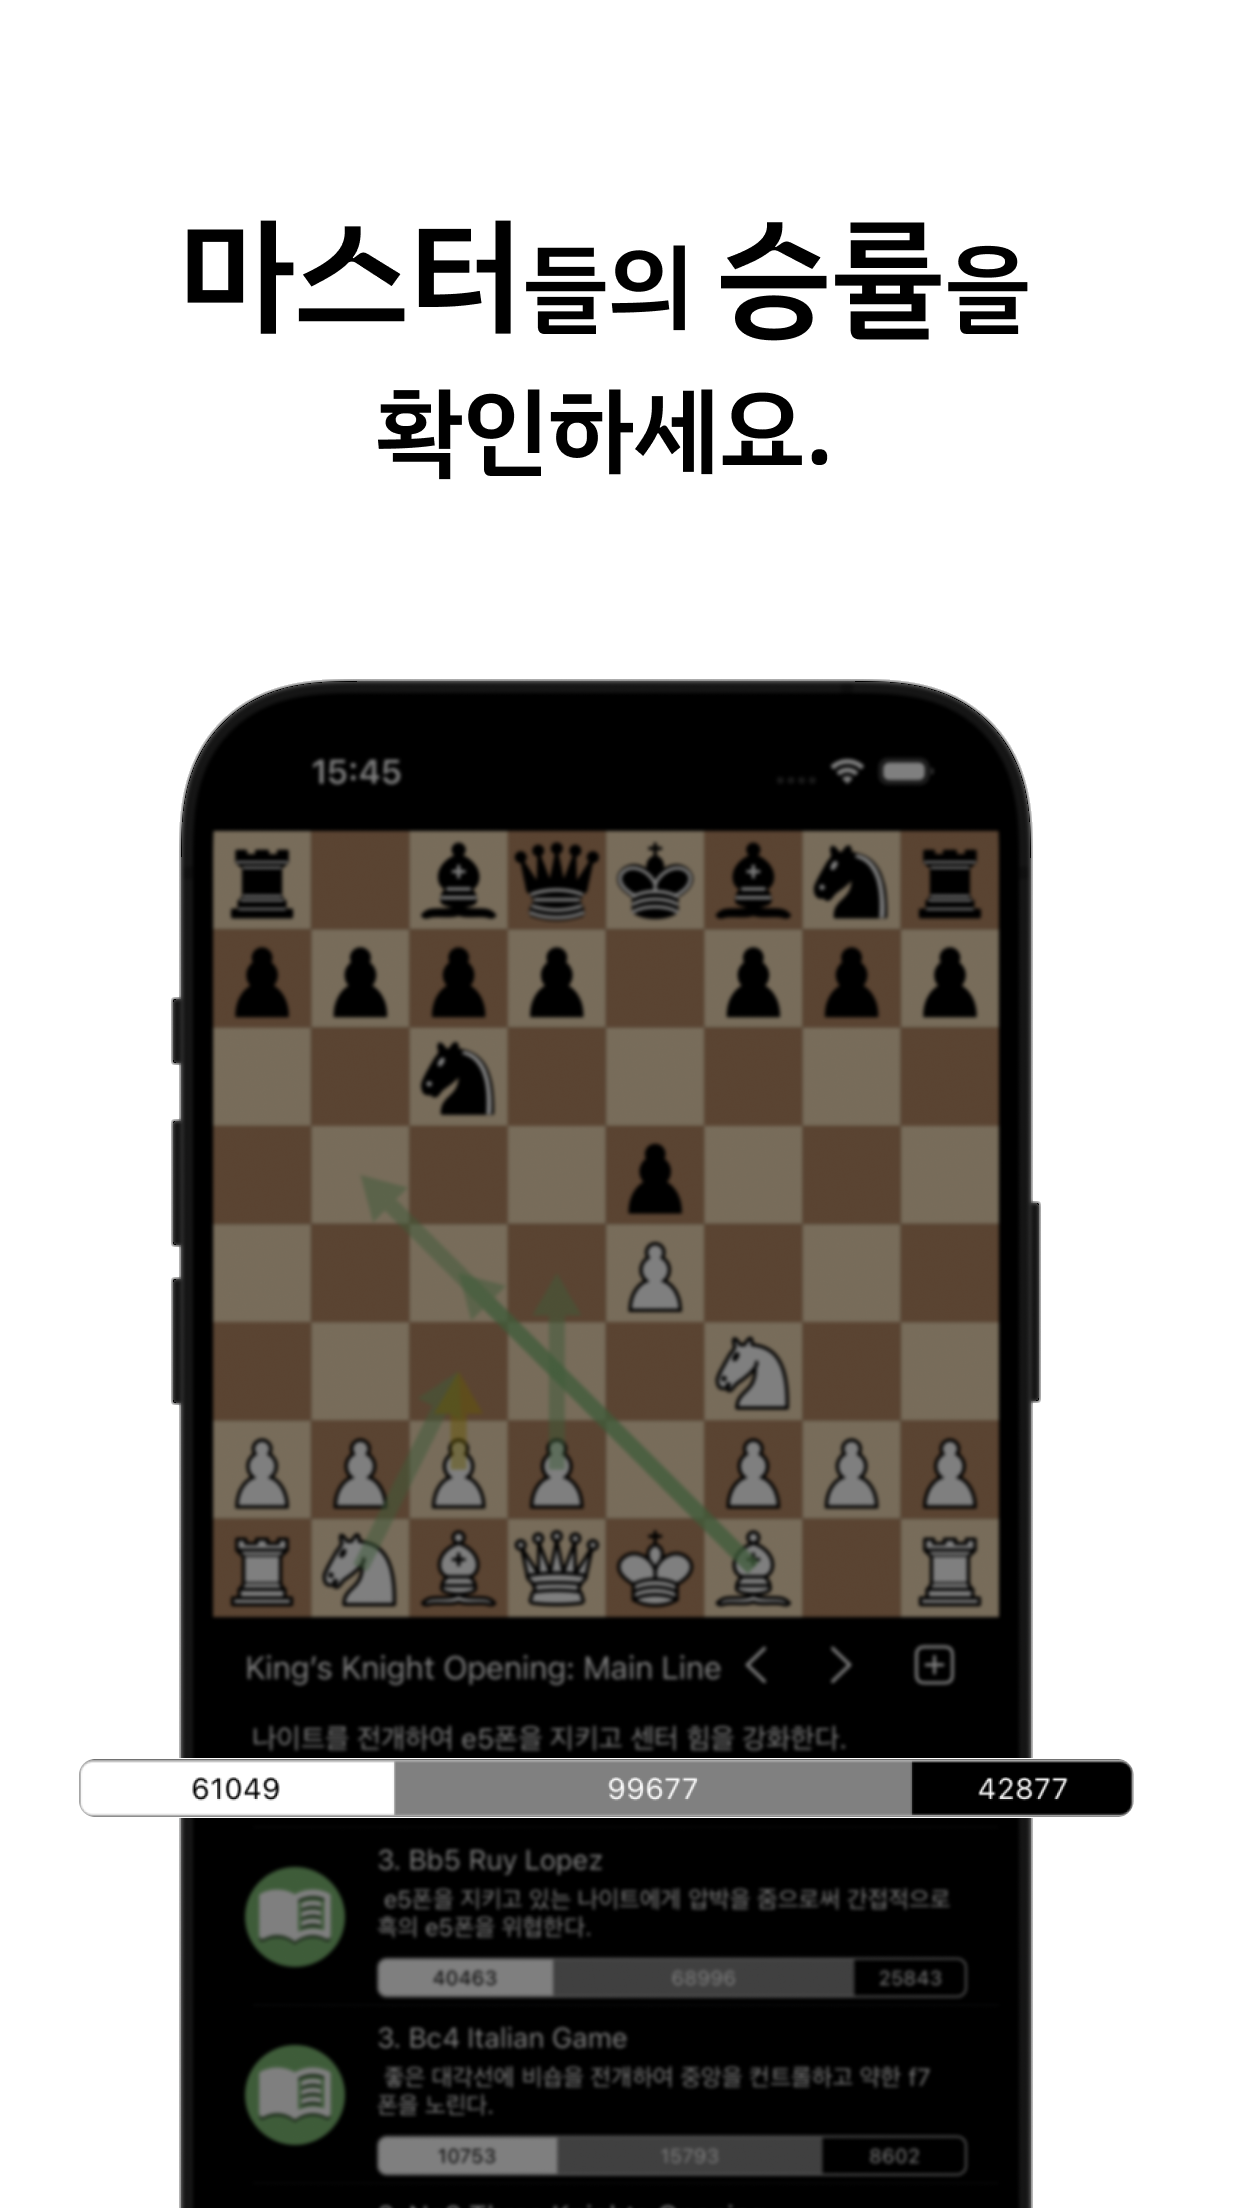 마스터들의 승률을
확인하세요.
15:45
King's Knight Opening: Main Line
나이트를 전개하여 e5폰을 지키고 센터 힘을 강화한다.
61049 99677 42877
3. Bb5 Ruy Lopez
e5폰을 지키고 있는 나이트에게 압박을 줌으로써 간접적으로
흑의 e5폰을 위협한다.
40463 68996 25843
3. Bc4 Italian Game
좋은 대각선에 비숍을 전개하여 중앙을 컨트롤하고 약한 f7
폰을 노린다.
10753 15793 8602